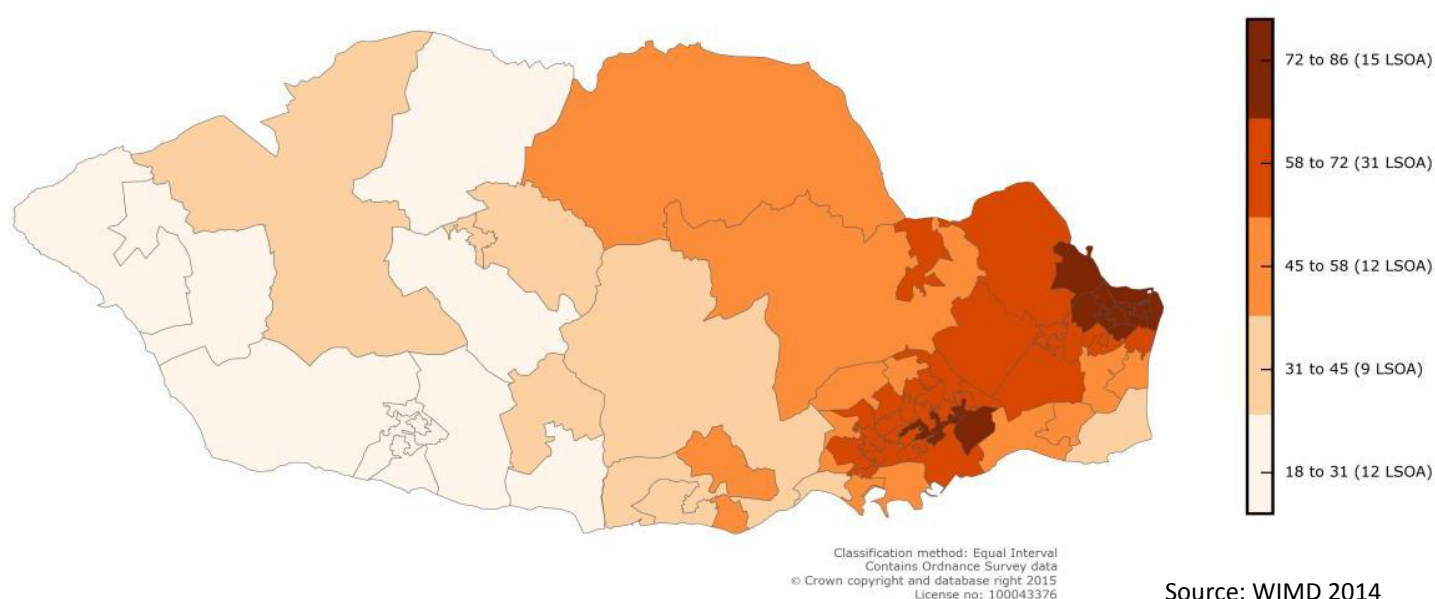 72 to 86 (15 LSOA)
58 to 72 (31 LSOA)
45 to 58 (12 LSOA)
31 to 45 (9 LSOA)
18 to 31 (12 LSOA)
Classification method: Equal Interval
Contains Ordnance Survey data
© Crown copyright and database right 2015
License no: 100043376
Source: WIMD 2014